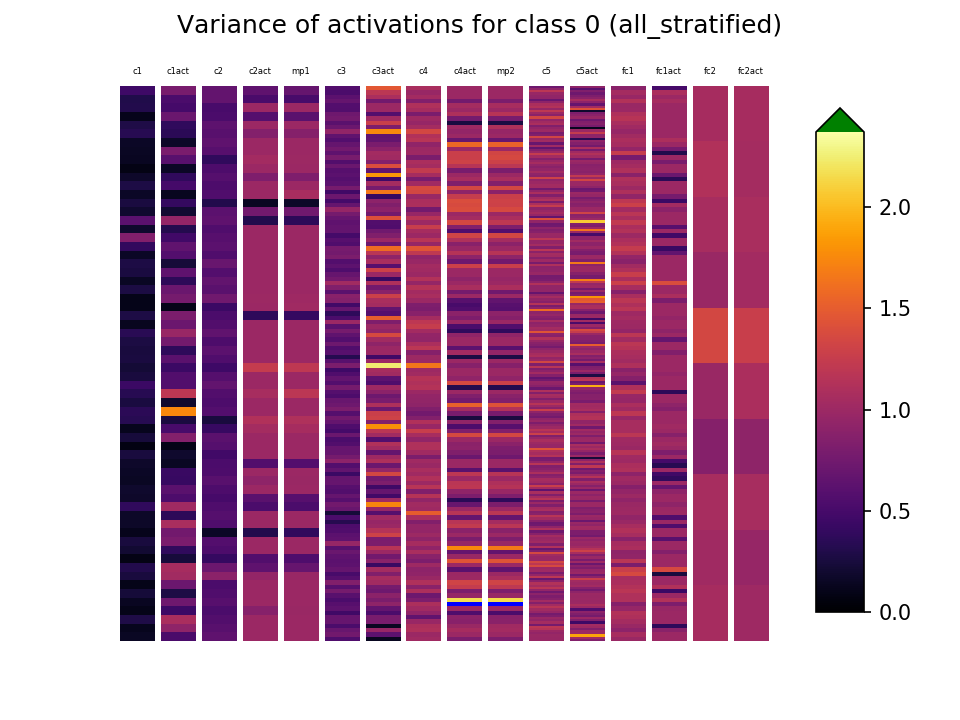 Variance of activations for class 0 (all_stratified)
c1 c1act c2 c2act mp1 c3 c3act c4 c4act mp2 c5 c5act fc1 fc1act fc2 fc2act
2.0
1.5
1.0
0.5
0.0